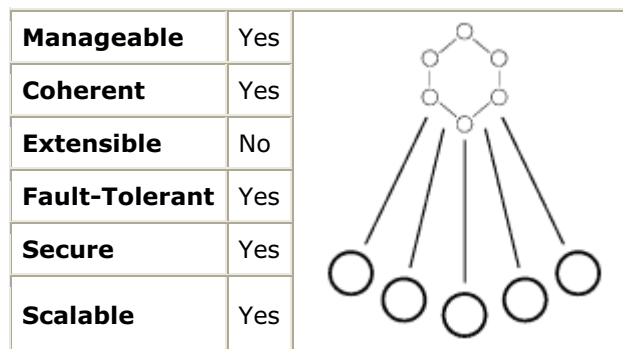 Manageable Yes
Coherent Yes
Extensible No
Fault-Tolerant Yes
Secure Yes
Scalable Yes